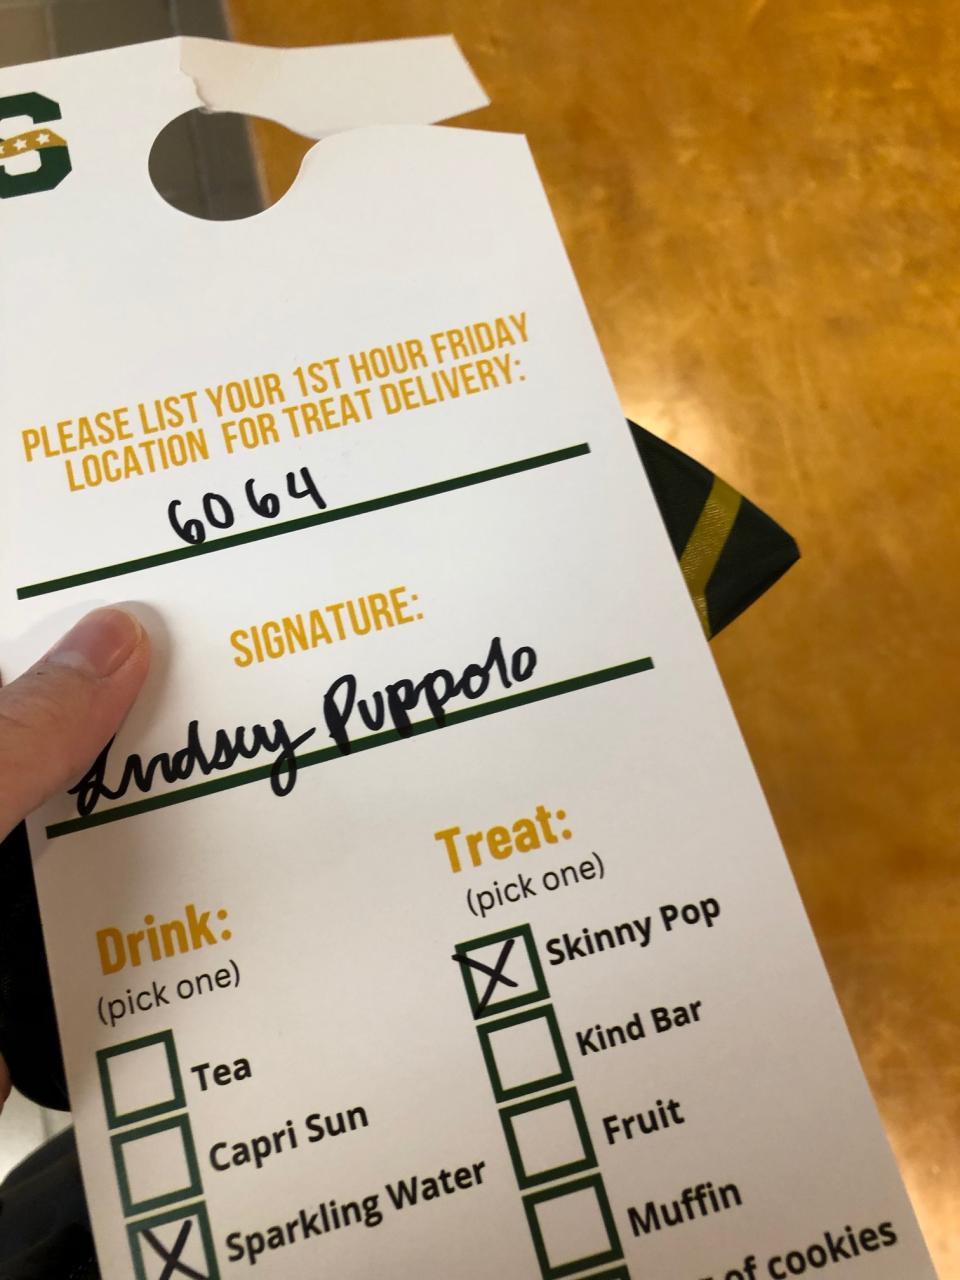 S
PLEASE LIST YOUR 1ST HOUR FRIDAY
LOCATION FOR TREAT DELIVERY:
6064
SIGNATURE:
Lindsey Puppolo
Drink:
(pick one)
Tea
Capri Sun
Sparkling Water
Treat:
(pick one)
Skinny Pop
Kind Bar
Fruit
Muffin
of cookies